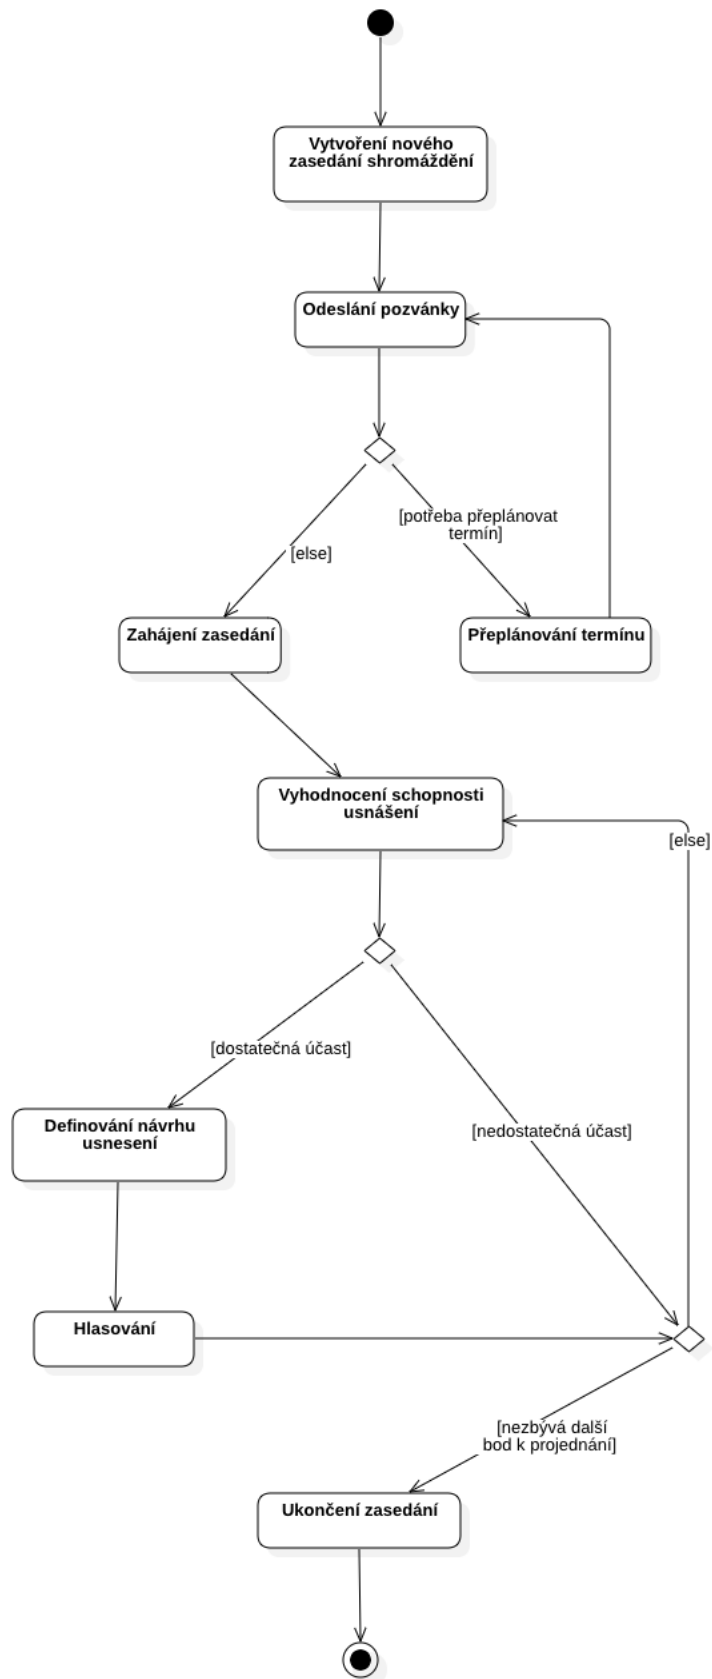 Vytvoření nového
zasedání shromáždění
Odeslání pozvánky
[potřeba přeplánovat
termín]
[else]
Zahájení zasedání
Přeplánování termínu
Vyhodnocení schopnosti
usnášení
[else]
[dostatečná účast]
Definování návrhu
usnesení
[nedostatečná účast]
Hlasování
[nezbývá další
bod k projednání]
Ukončení zasedání